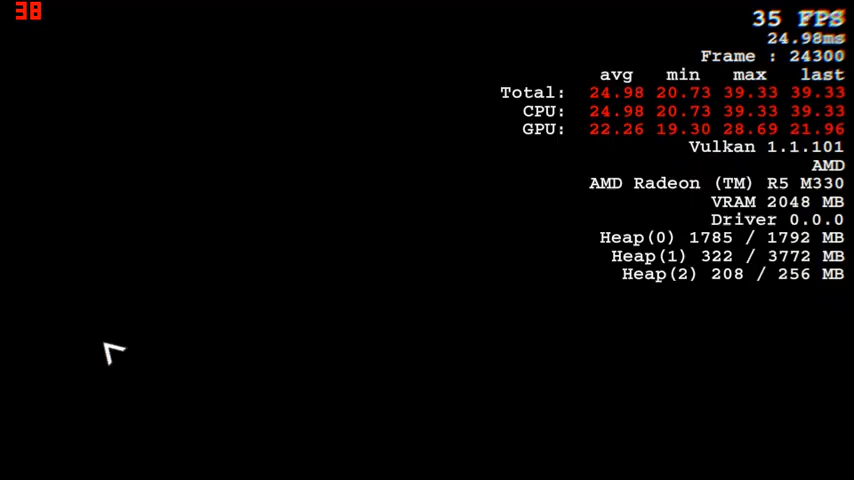 38
35 FPS
24.98ms
Frame : 24300
avg min max last
Total: 24.98 20.73 39.33 39.33
CPU: 24.98 20.73 39.33 39.33
GPU: 22.26 19.30 28.69 21.96
Vulkan 1.1.101
AMD
AMD Radeon (TM) R5 M330
VRAM 2048 MB
Driver 0.0.0
Heap(0) 1785 / 1792 MB
Heap(1) 322 / 3772 MB
Heap(2) 208 / 256 MB